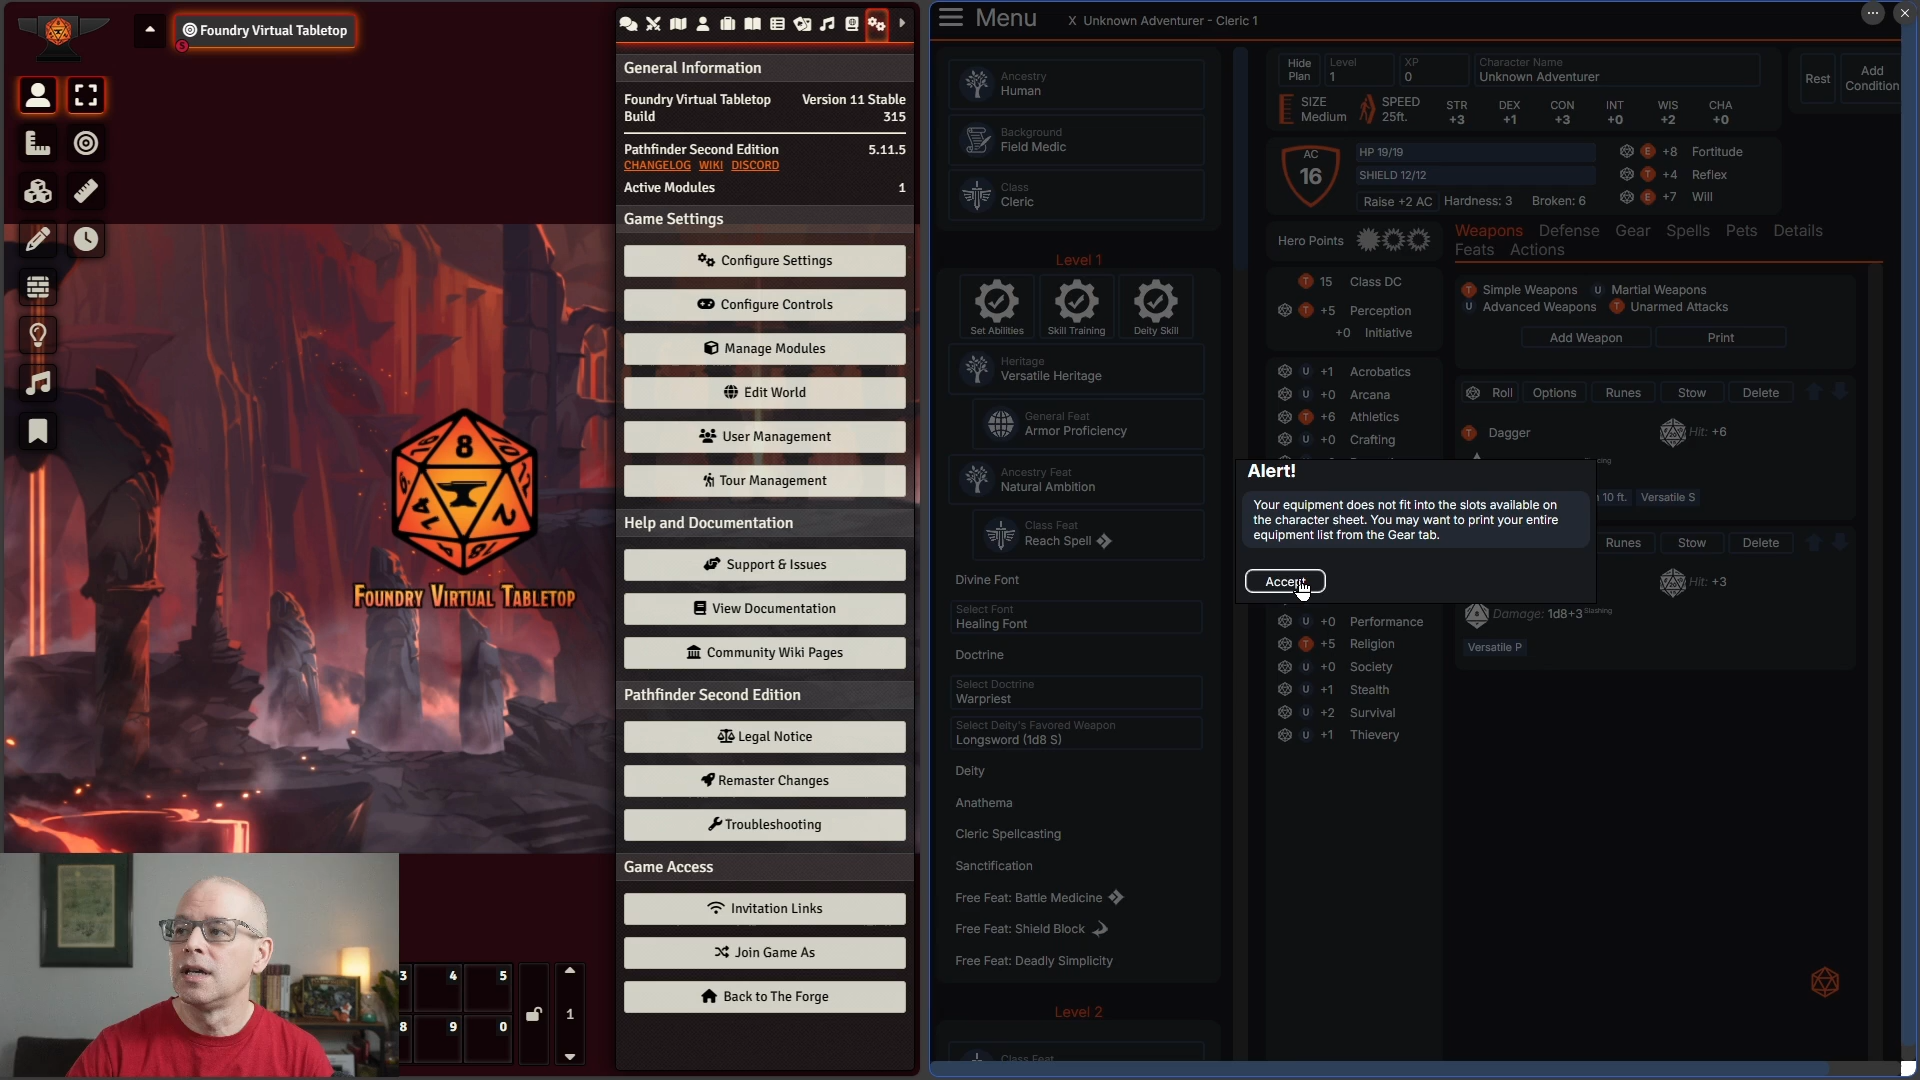 Foundry Virtual Tabletop
S
8
FOUNDRY VIRTUAL TABLETOP
3 4 5
8 9 0
1
General Information
Foundry Virtual Tabletop Version 11 Stable
Build 315
Pathfinder Second Edition 5.11.5
CHANGELOG WIKI DISCORD
Active Modules 1
Game Settings
Configure Settings
Configure Controls
Manage Modules
Edit World
User Management
Tour Management
Help and Documentation
Support & Issues
View Documentation
Community Wiki Pages
Pathfinder Second Edition
Legal Notice
Remaster Changes
Troubleshooting
Game Access
Invitation Links
Join Game As
Back to The Forge
Menu X Unknown Adventurer - Cleric 1
Ancestry
Human
Background
Field Medic
Class
Cleric
Level 1
Set Abilities Skill Training Deity Skill
Heritage
Versatile Heritage
General Feat
Armor Proficiency
Ancestry Feat
Natural Ambition
Class Feat
Reach Spell
Divine Font
Select Font
Healing Font
Doctrine
Select Doctrine
Warpriest
Select Deity's Favored Weapon
Longsword (1d8 S)
Deity
Anathema
Cleric Spellcasting
Sanctification
Free Feat: Battle Medicine
Free Feat: Shield Block
Free Feat: Deadly Simplicity
Level 2
Class Feat
Hide Plan
Level
1
XP
0
Character Name
Unknown Adventurer
Rest
Add Condition
SIZE
Medium
SPEED
25ft.
STR DEX CON INT WIS CHA
+3 +1 +3 +0 +2 +0
AC
16
HP 19/19
SHIELD 12/12
Raise +2 AC Hardness: 3 Broken: 6
E +8 Fortitude
T +4 Reflex
E +7 Will
Hero Points
Weapons Defense Gear Spells Pets Details
Feats Actions
T 15 Class DC
T +5 Perception
+0 Initiative
U +1 Acrobatics
U +0 Arcana
T +6 Athletics
U +0 Crafting
U +0 Performance
T +5 Religion
U +0 Society
U +1 Stealth
U +2 Survival
U +1 Thievery
T Simple Weapons U Martial Weapons
U Advanced Weapons T Unarmed Attacks
Add Weapon Print
Roll Options Runes Stow Delete
T Dagger Hit: +6
10 ft. Versatile S
Runes Stow Delete
Hit: +3
Damage: 1d8+3 Slashing
Versatile P
Alert!
Your equipment does not fit into the slots available on
the character sheet. You may want to print your entire
equipment list from the Gear tab.
Accept